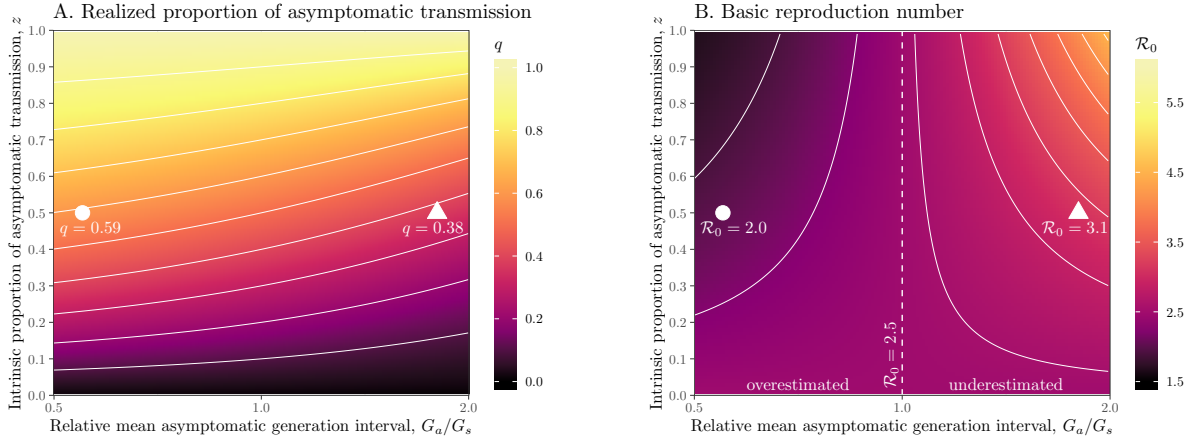 A. Realized proportion of asymptomatic transmission.
Intrinsic proportion of asymptomatic transmission, z
1.0
0.9
0.8
0.7
0.6
0.5
0.4
0.3
0.2
0.1
0.0
q = 0.59
q = 0.38
0.5
1.0
2.0
Relative mean asymptomatic generation interval, G_a/G_s
q
1.0
0.8
0.6
0.4
0.2
0.0
B. Basic reproduction number
Intrinsic proportion of asymptomatic transmission, z
1.0
0.9
0.8
0.7
0.6
0.5
0.4
0.3
0.2
0.1
0.0
R₀ = 2.0
R₀ = 3.1
R₀ = 2.5
overestimated
underestimated
0.5
1.0
2.0
Relative mean asymptomatic generation interval, G_a/G_s
R₀
5.5
4.5
3.5
2.5
1.5